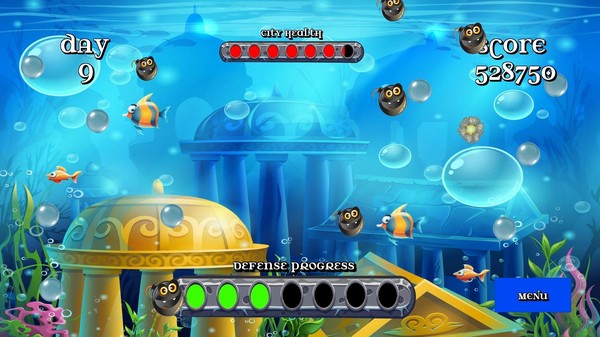 CITY HEALTH
DAY
9
SCORE
528750
DEFENSE PROGRESS
MENU